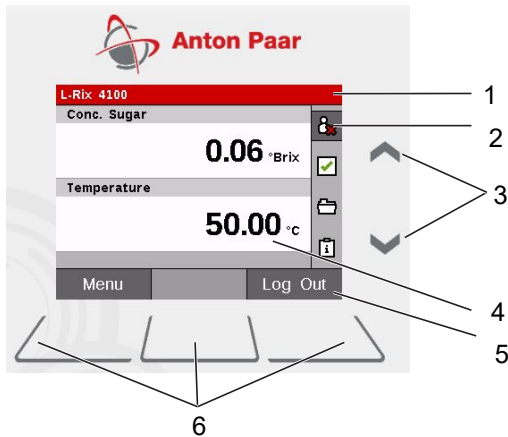 Anton Paar
L-Rix 4100
1
Conc. Sugar
2
0.06 °Brix
Temperature
3
50.00 °C
i
Menu
Log Out
4
5
6